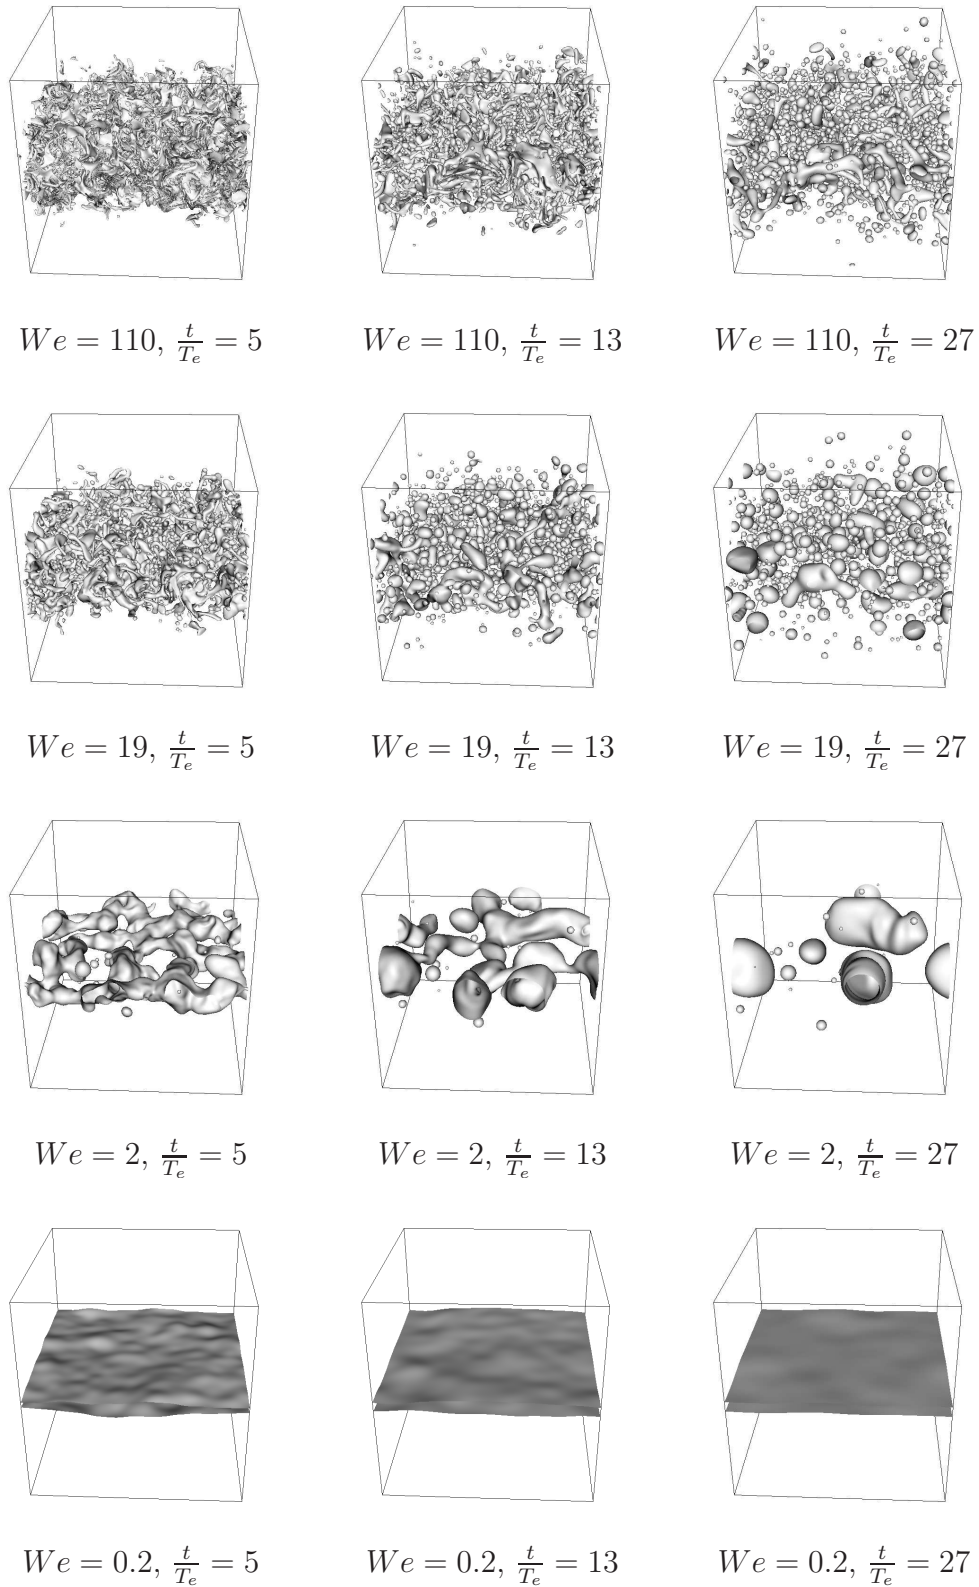 We = 110, t/T_e = 5
We = 110, t/T_e = 13
We = 110, t/T_e = 27
We = 19, t/T_e = 5
We = 19, t/T_e = 13
We = 19, t/T_e = 27
We = 2, t/T_e = 5
We = 2, t/T_e = 13
We = 2, t/T_e = 27
We = 0.2, t/T_e = 5
We = 0.2, t/T_e = 13
We = 0.2, t/T_e = 27